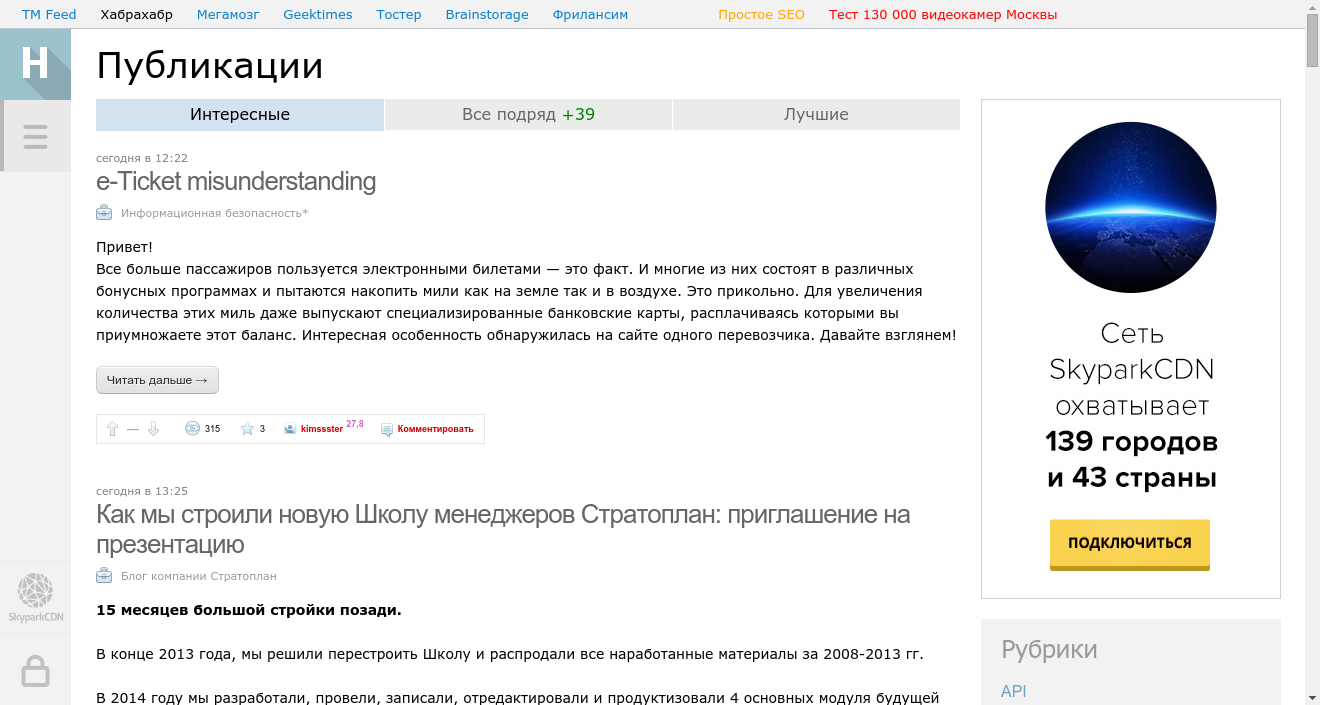 TM Feed Хабрахабр Мегамозг Geektimes Тостер Brainstorage Фрилансим Простое SEO Тест 130 000 видеокамер Москвы
H
Публикации
Интересные Все подряд +39 Лучшие
сегодня в 12:22
e-Ticket misunderstanding
Информационная безопасность*
Привет!
Все больше пассажиров пользуется электронными билетами — это факт. И многие из них состоят в различных
бонусных программах и пытаются накопить мили как на земле так и в воздухе. Это прикольно. Для увеличения
количества этих миль даже выпускают специализированные банковские карты, расплачиваясь которыми вы
приумножаете этот баланс. Интересная особенность обнаружилась на сайте одного перевозчика. Давайте взглянем!
Читать дальше →
— 315 3 kimssster 27,8 Комментировать
сегодня в 13:25
Как мы строили новую Школу менеджеров Стратоплан: приглашение на
презентацию
Блог компании Стратоплан
15 месяцев большой стройки позади.
В конце 2013 года, мы решили перестроить Школу и распродали все наработанные материалы за 2008-2013 гг.
В 2014 году мы разработали, провели, записали, отредактировали и продуктизовали 4 основных модуля будущей
Сеть
SkyparkCDN
охватывает
139 городов
и 43 страны
ПОДКЛЮЧИТЬСЯ
Рубрики
API
SkyparkCDN